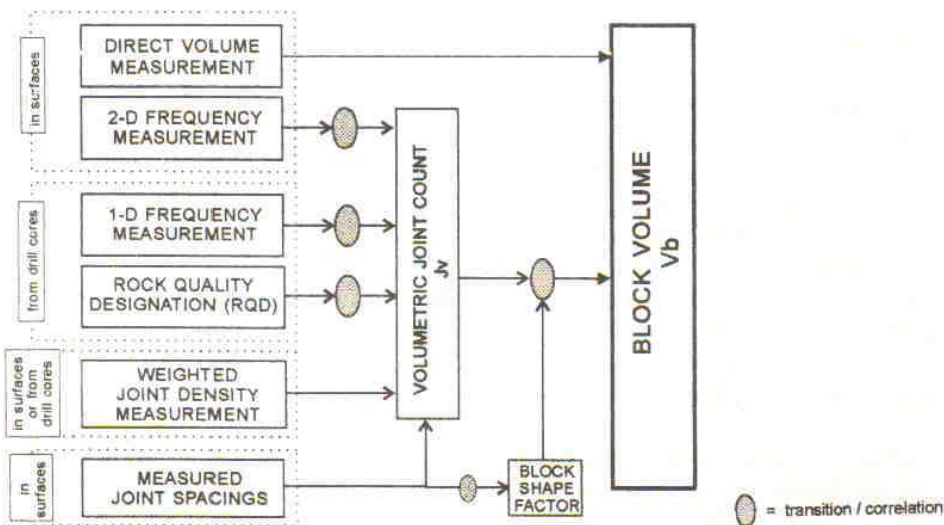 in surfaces
DIRECT VOLUME
MEASUREMENT
2-D FREQUENCY
MEASUREMENT
from drill cores
1-D FREQUENCY
MEASUREMENT
ROCK QUALITY
DESIGNATION (RQD)
in surfaces
or from
drill cores
WEIGHTED
JOINT DENSITY
MEASUREMENT
in
surfaces
MEASURED
JOINT SPACINGS
VOLUMETRIC JOINT COUNT
Jv
BLOCK
SHAPE
FACTOR
BLOCK VOLUME
Vb
= transition / correlation